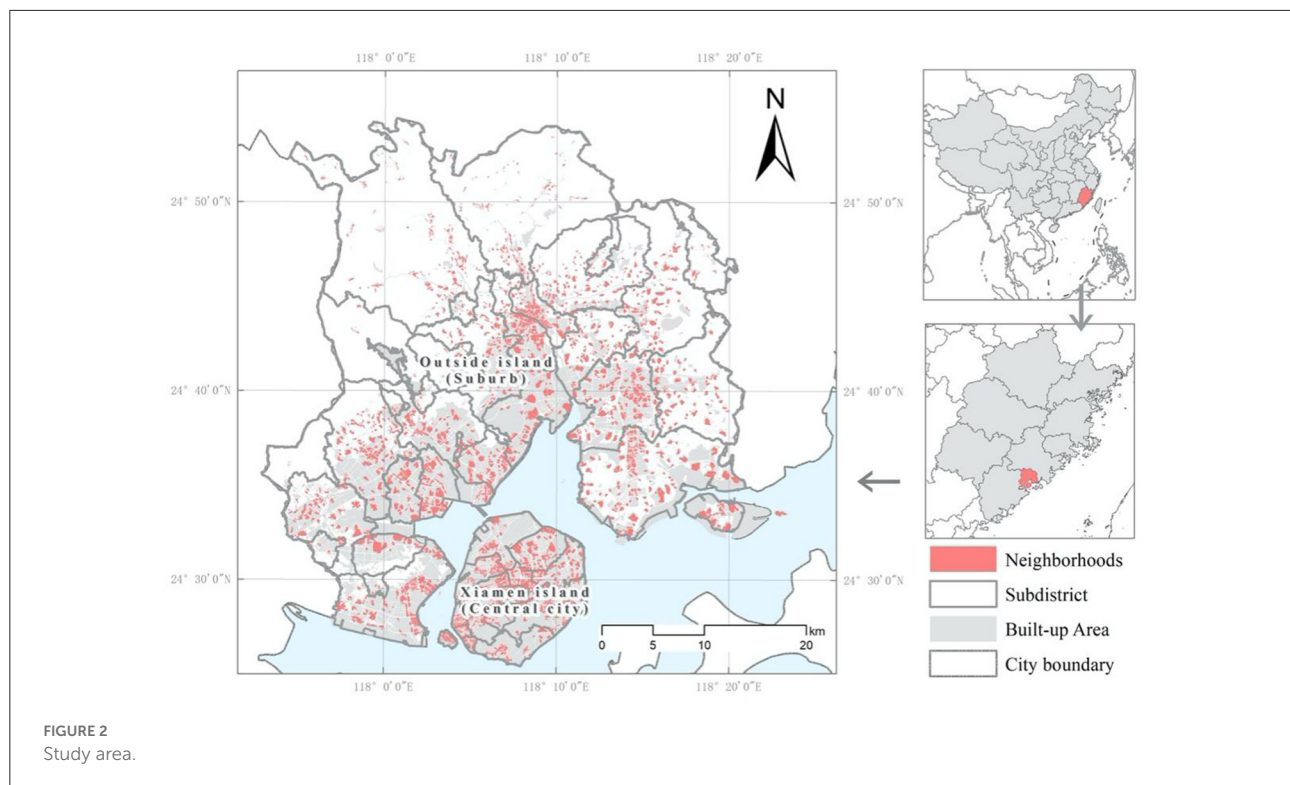 118° 0′0″E
118° 10′0″E
118° 20′0″E
N
24° 50′0″N
24° 50′0″N
Outside island
(Suburb)
24° 40′0″N
24° 40′0″N
24° 30′0″N
24° 30′0″N
Xiamen island
(Central city)
km
0 5 10 20
118° 0′0″E
118° 10′0″E
118° 20′0″E
Neighborhoods
Subdistrict
Built-up Area
City boundary
FIGURE 2
Study area.